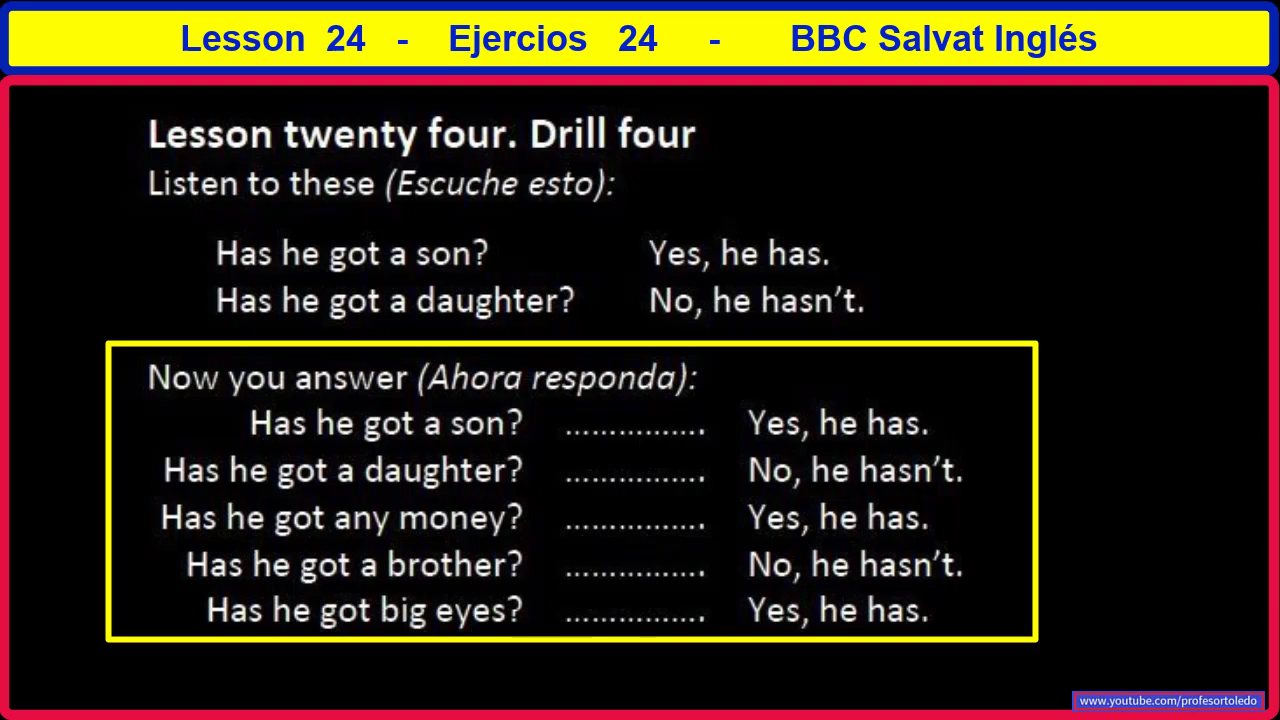 Lesson 24 - Ejercios 24 - BBC Salvat Inglés
Lesson twenty four. Drill four
Listen to these (Escuche esto):
Has he got a son? Yes, he has.
Has he got a daughter? No, he hasn't.
Now you answer (Ahora responda):
Has he got a son? ................ Yes, he has.
Has he got a daughter? ................ No, he hasn't.
Has he got any money? ................ Yes, he has.
Has he got a brother? ................ No, he hasn't.
Has he got big eyes? ................ Yes, he has.
www.youtube.com/profesortoledo